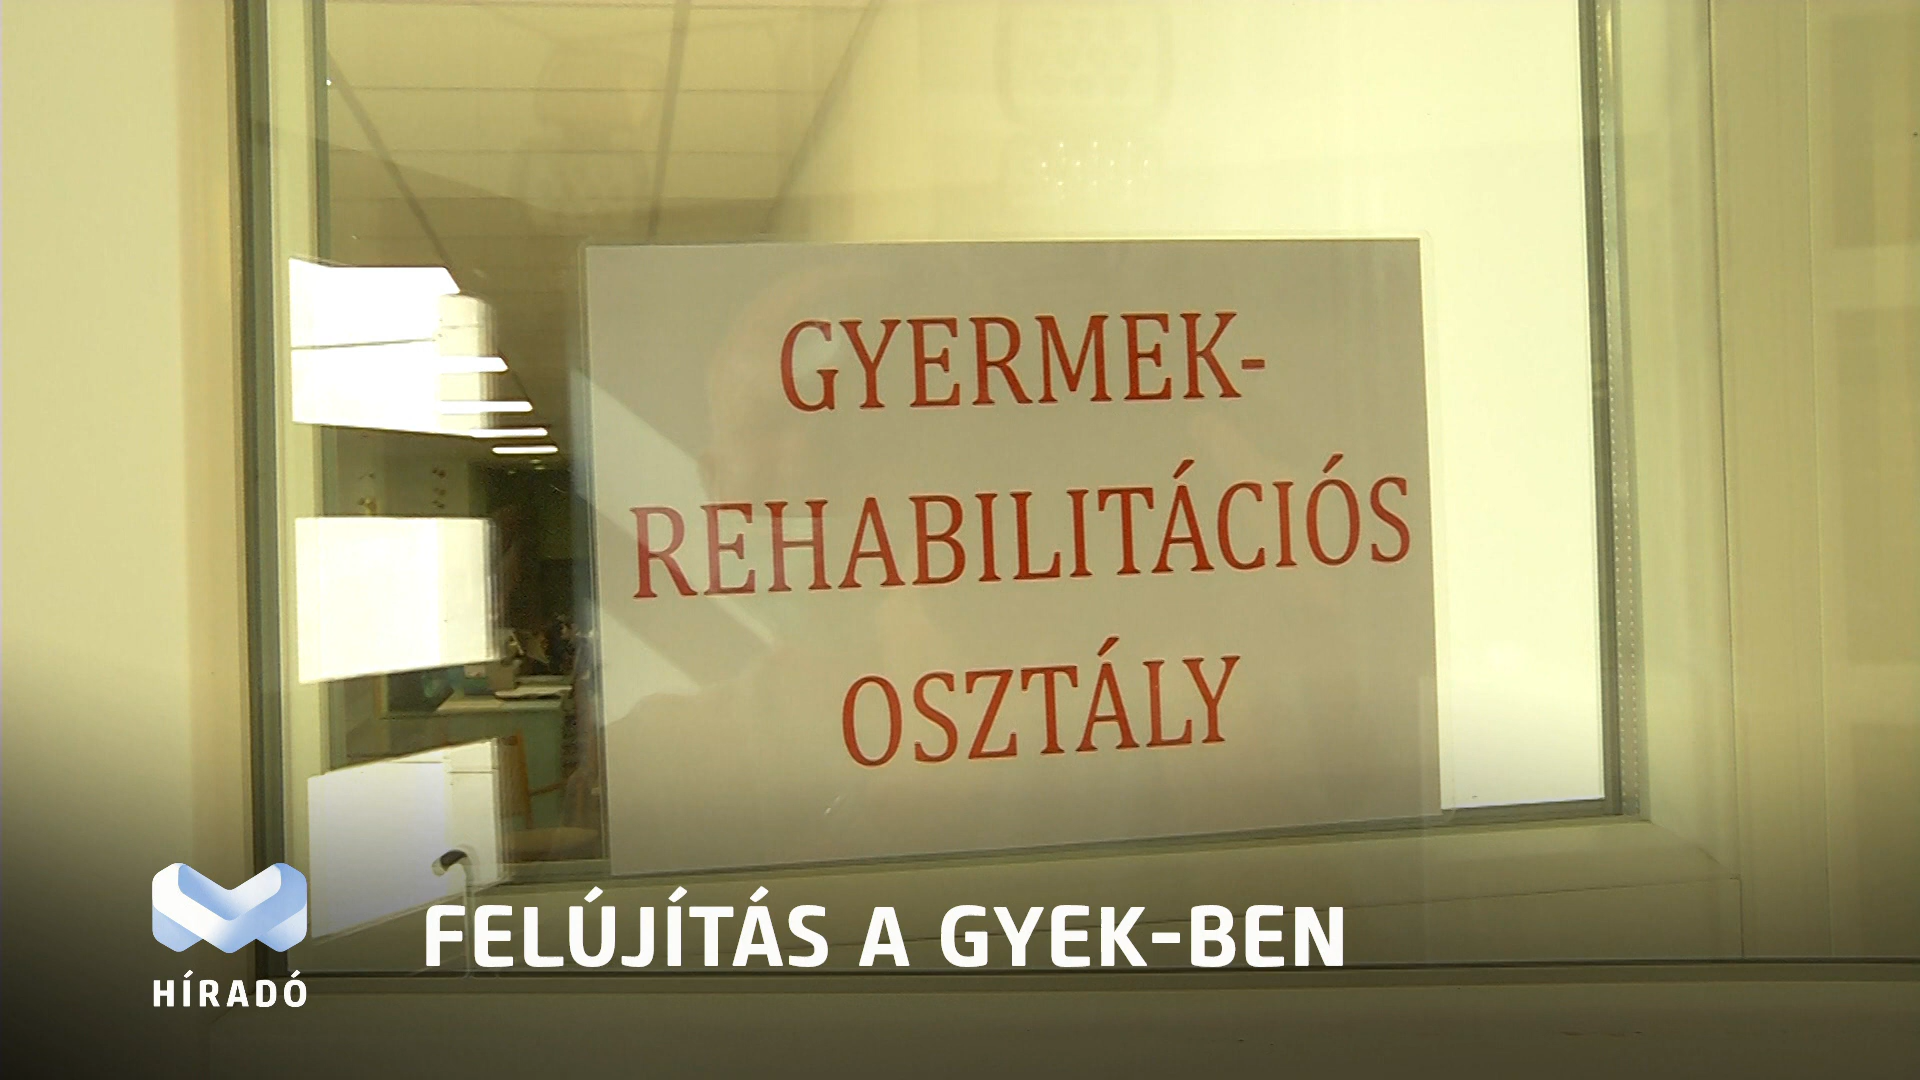 GYERMEK-
REHABILITÁCIÓS
OSZTÁLY
FELÚJÍTÁS A GYEK-BEN
HÍRADÓ